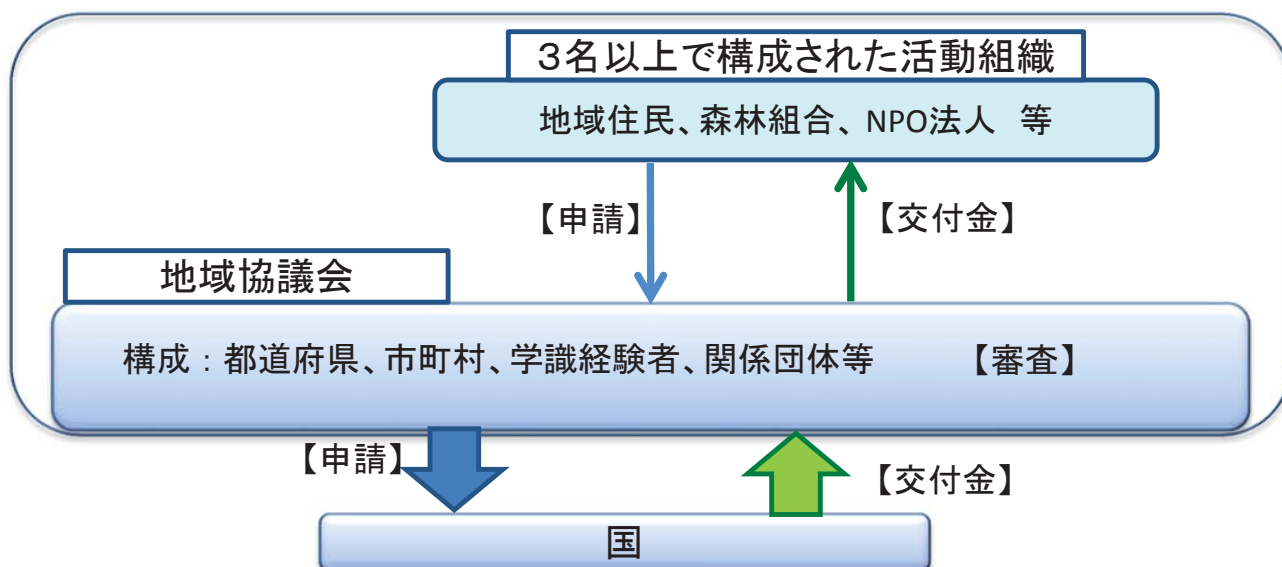 ３名以上で構成された活動組織
地域住民、森林組合、NPO法人　等
【申請】
【交付金】
地域協議会
構成：都道府県、市町村、学識経験者、関係団体等　【審査】
【申請】
【交付金】
国